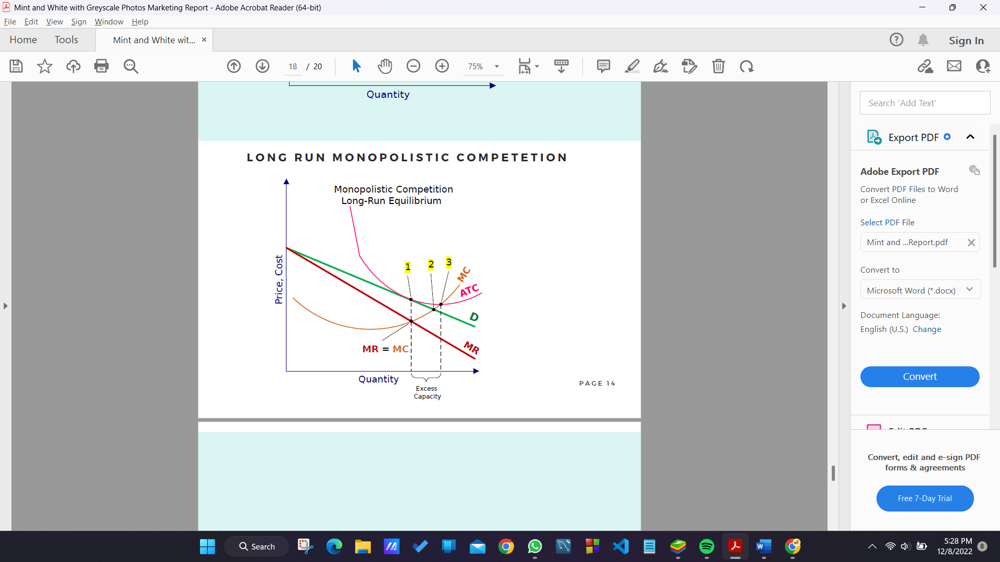 Mint and White with Greyscale Photos Marketing Report - Adobe Acrobat Reader (64-bit)
File Edit View Sign Window Help
Home Tools Mint and White wit... × Sign In
18 / 20 75%
Quantity
LONG RUN MONOPOLISTIC COMPETETION
Monopolistic Competition
Long-Run Equilibrium
Price, Cost
1 2 3
MC
ATC
D
MR
MR = MC
Quantity
Excess
Capacity
PAGE 14
Search 'Add Text'
Export PDF
Adobe Export PDF
Convert PDF Files to Word
or Excel Online
Select PDF File
Mint and ...Report.pdf
Convert to
Microsoft Word (*.docx)
Document Language:
English (U.S.) Change
Convert
Edit PDF
Convert, edit and e-sign PDF
forms & agreements
Free 7-Day Trial
Search
5:28 PM
12/8/2022
8